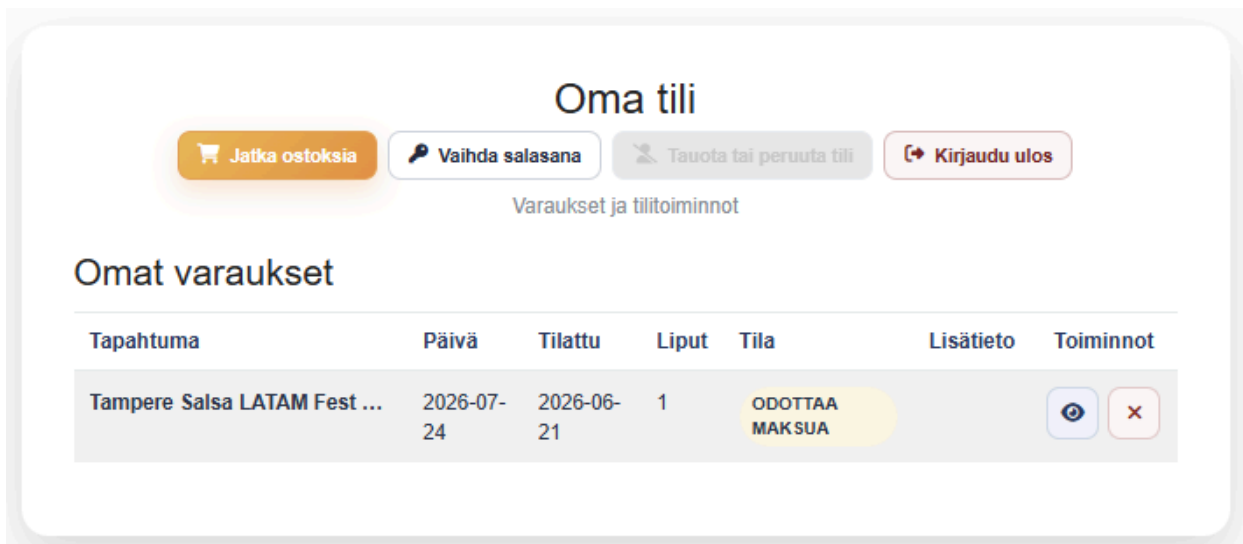 Oma tili
Jatka ostoksia Vaihda salasana Tauota tai peruuta tili Kirjaudu ulos
Varaukset ja tilitoiminnot
Omat varaukset
Tapahtuma Päivä Tilattu Liput Tila Lisätieto Toiminnot
Tampere Salsa LATAM Fest ... 2026-07- 2026-06- 1 ODOTTAA
24 21 MAKSUA